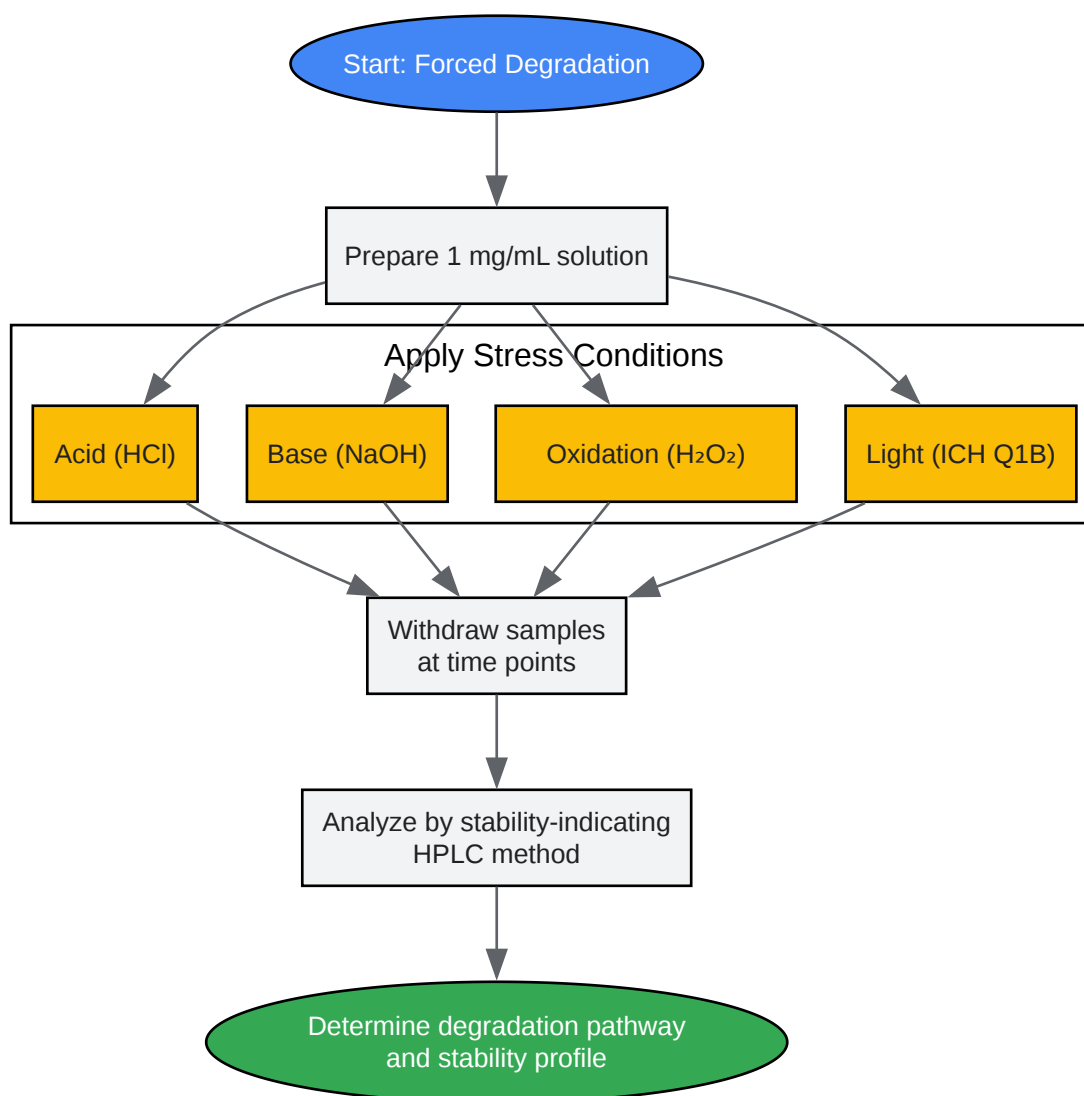 Start: Forced Degradation
Prepare 1 mg/mL solution
Apply Stress Conditions
Acid (HCl)
Base (NaOH)
Oxidation (H₂O₂)
Light (ICH Q1B)
Withdraw samples
at time points
Analyze by stability-indicating
HPLC method
Determine degradation pathway
and stability profile